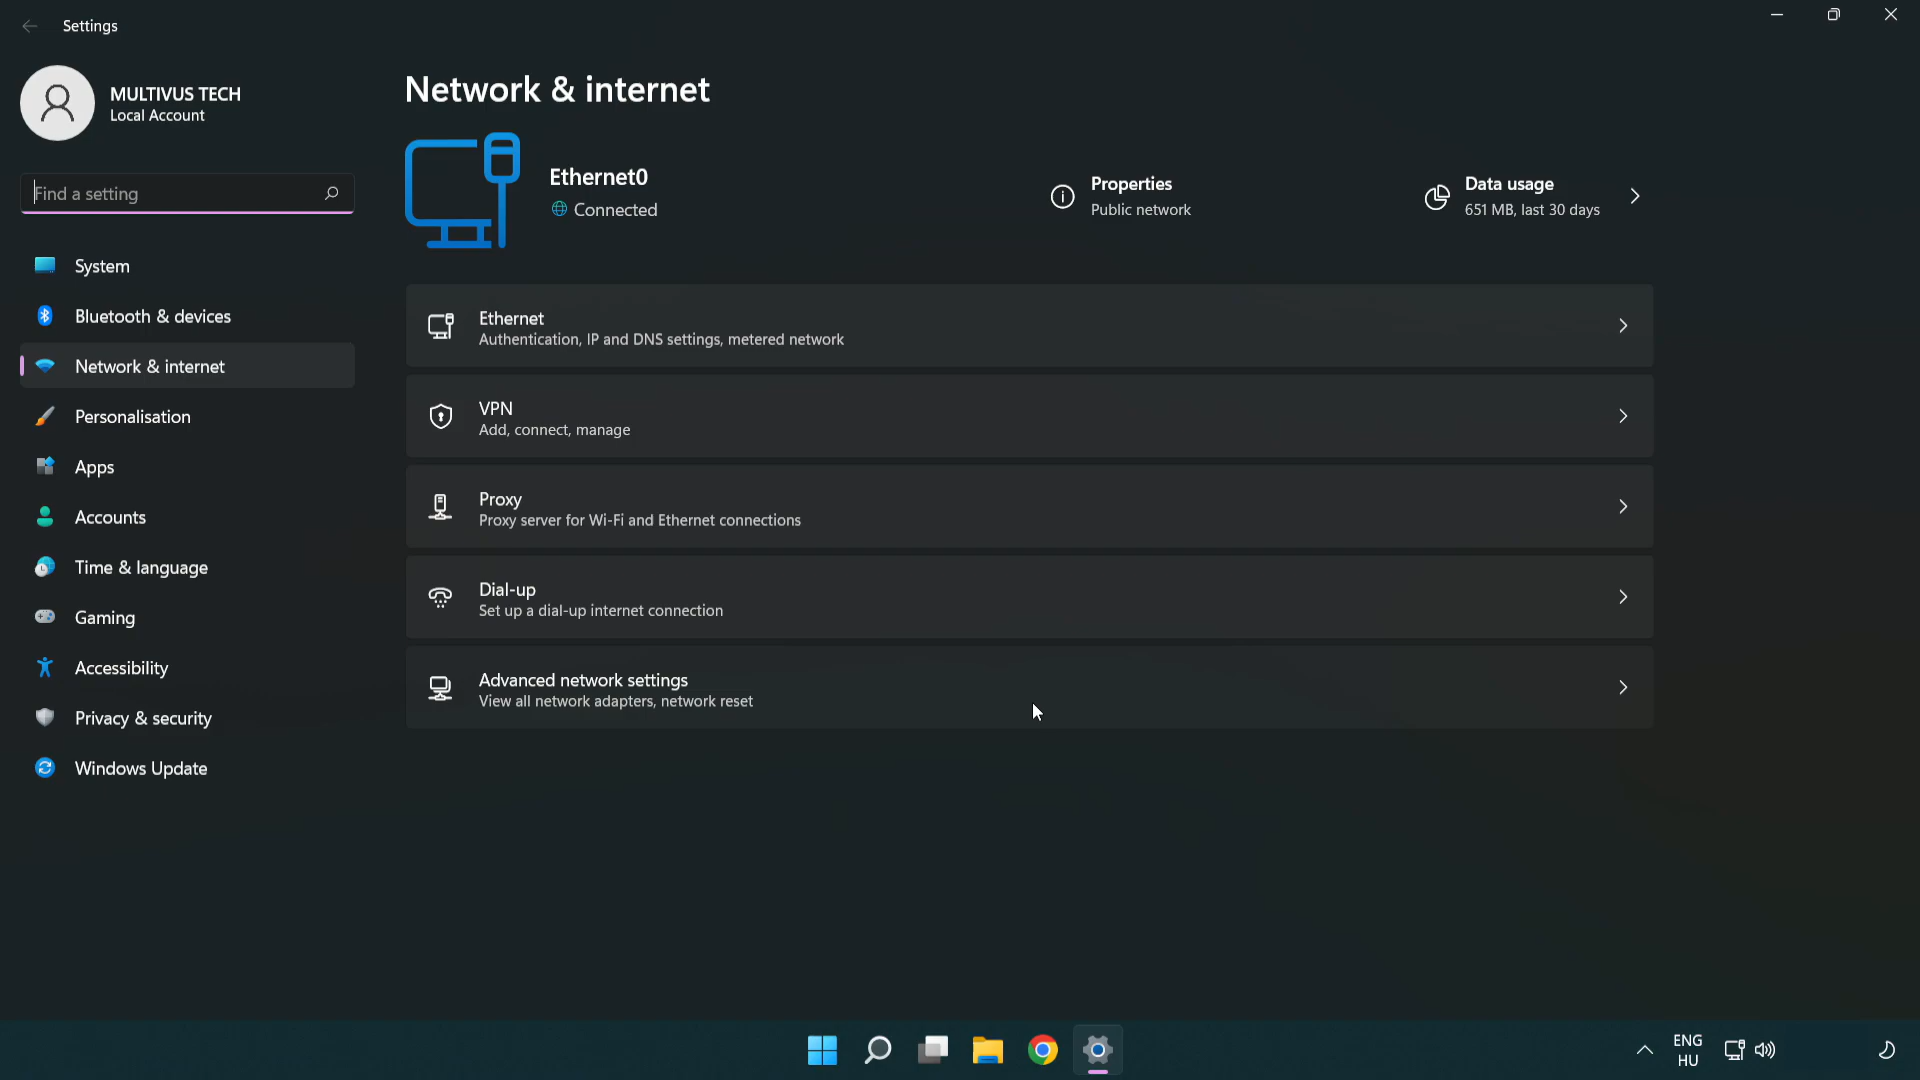 Settings
MULTIVUS TECH
Local Account
Find a setting
System
Bluetooth & devices
Network & internet
Personalisation
Apps
Accounts
Time & language
Gaming
Accessibility
Privacy & security
Windows Update
Network & internet
Ethernet0
Connected
Properties
Public network
Data usage
651 MB, last 30 days
Ethernet
Authentication, IP and DNS settings, metered network
VPN
Add, connect, manage
Proxy
Proxy server for Wi-Fi and Ethernet connections
Dial-up
Set up a dial-up internet connection
Advanced network settings
View all network adapters, network reset
ENG
HU